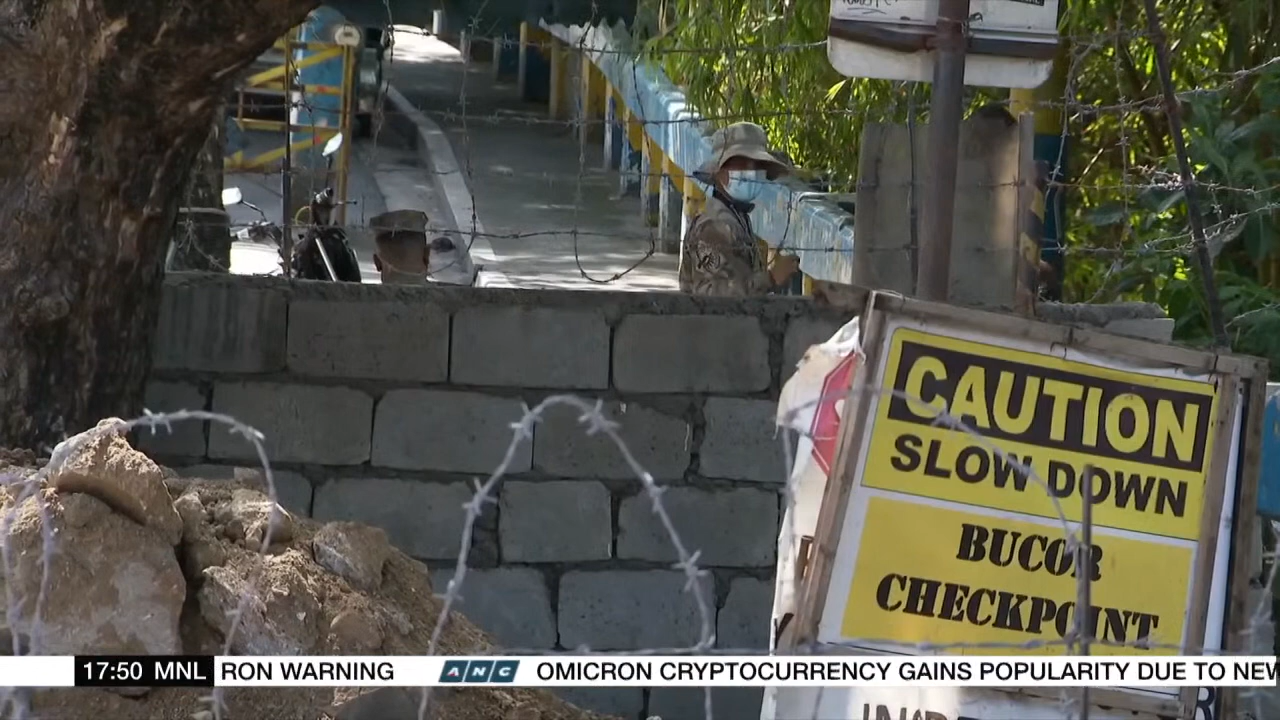 CAUTION
SLOW DOWN
BUCOR
CHECKPOINT
17:50 MNL RON WARNING ANC OMICRON CRYPTOCURRENCY GAINS POPULARITY DUE TO NEW